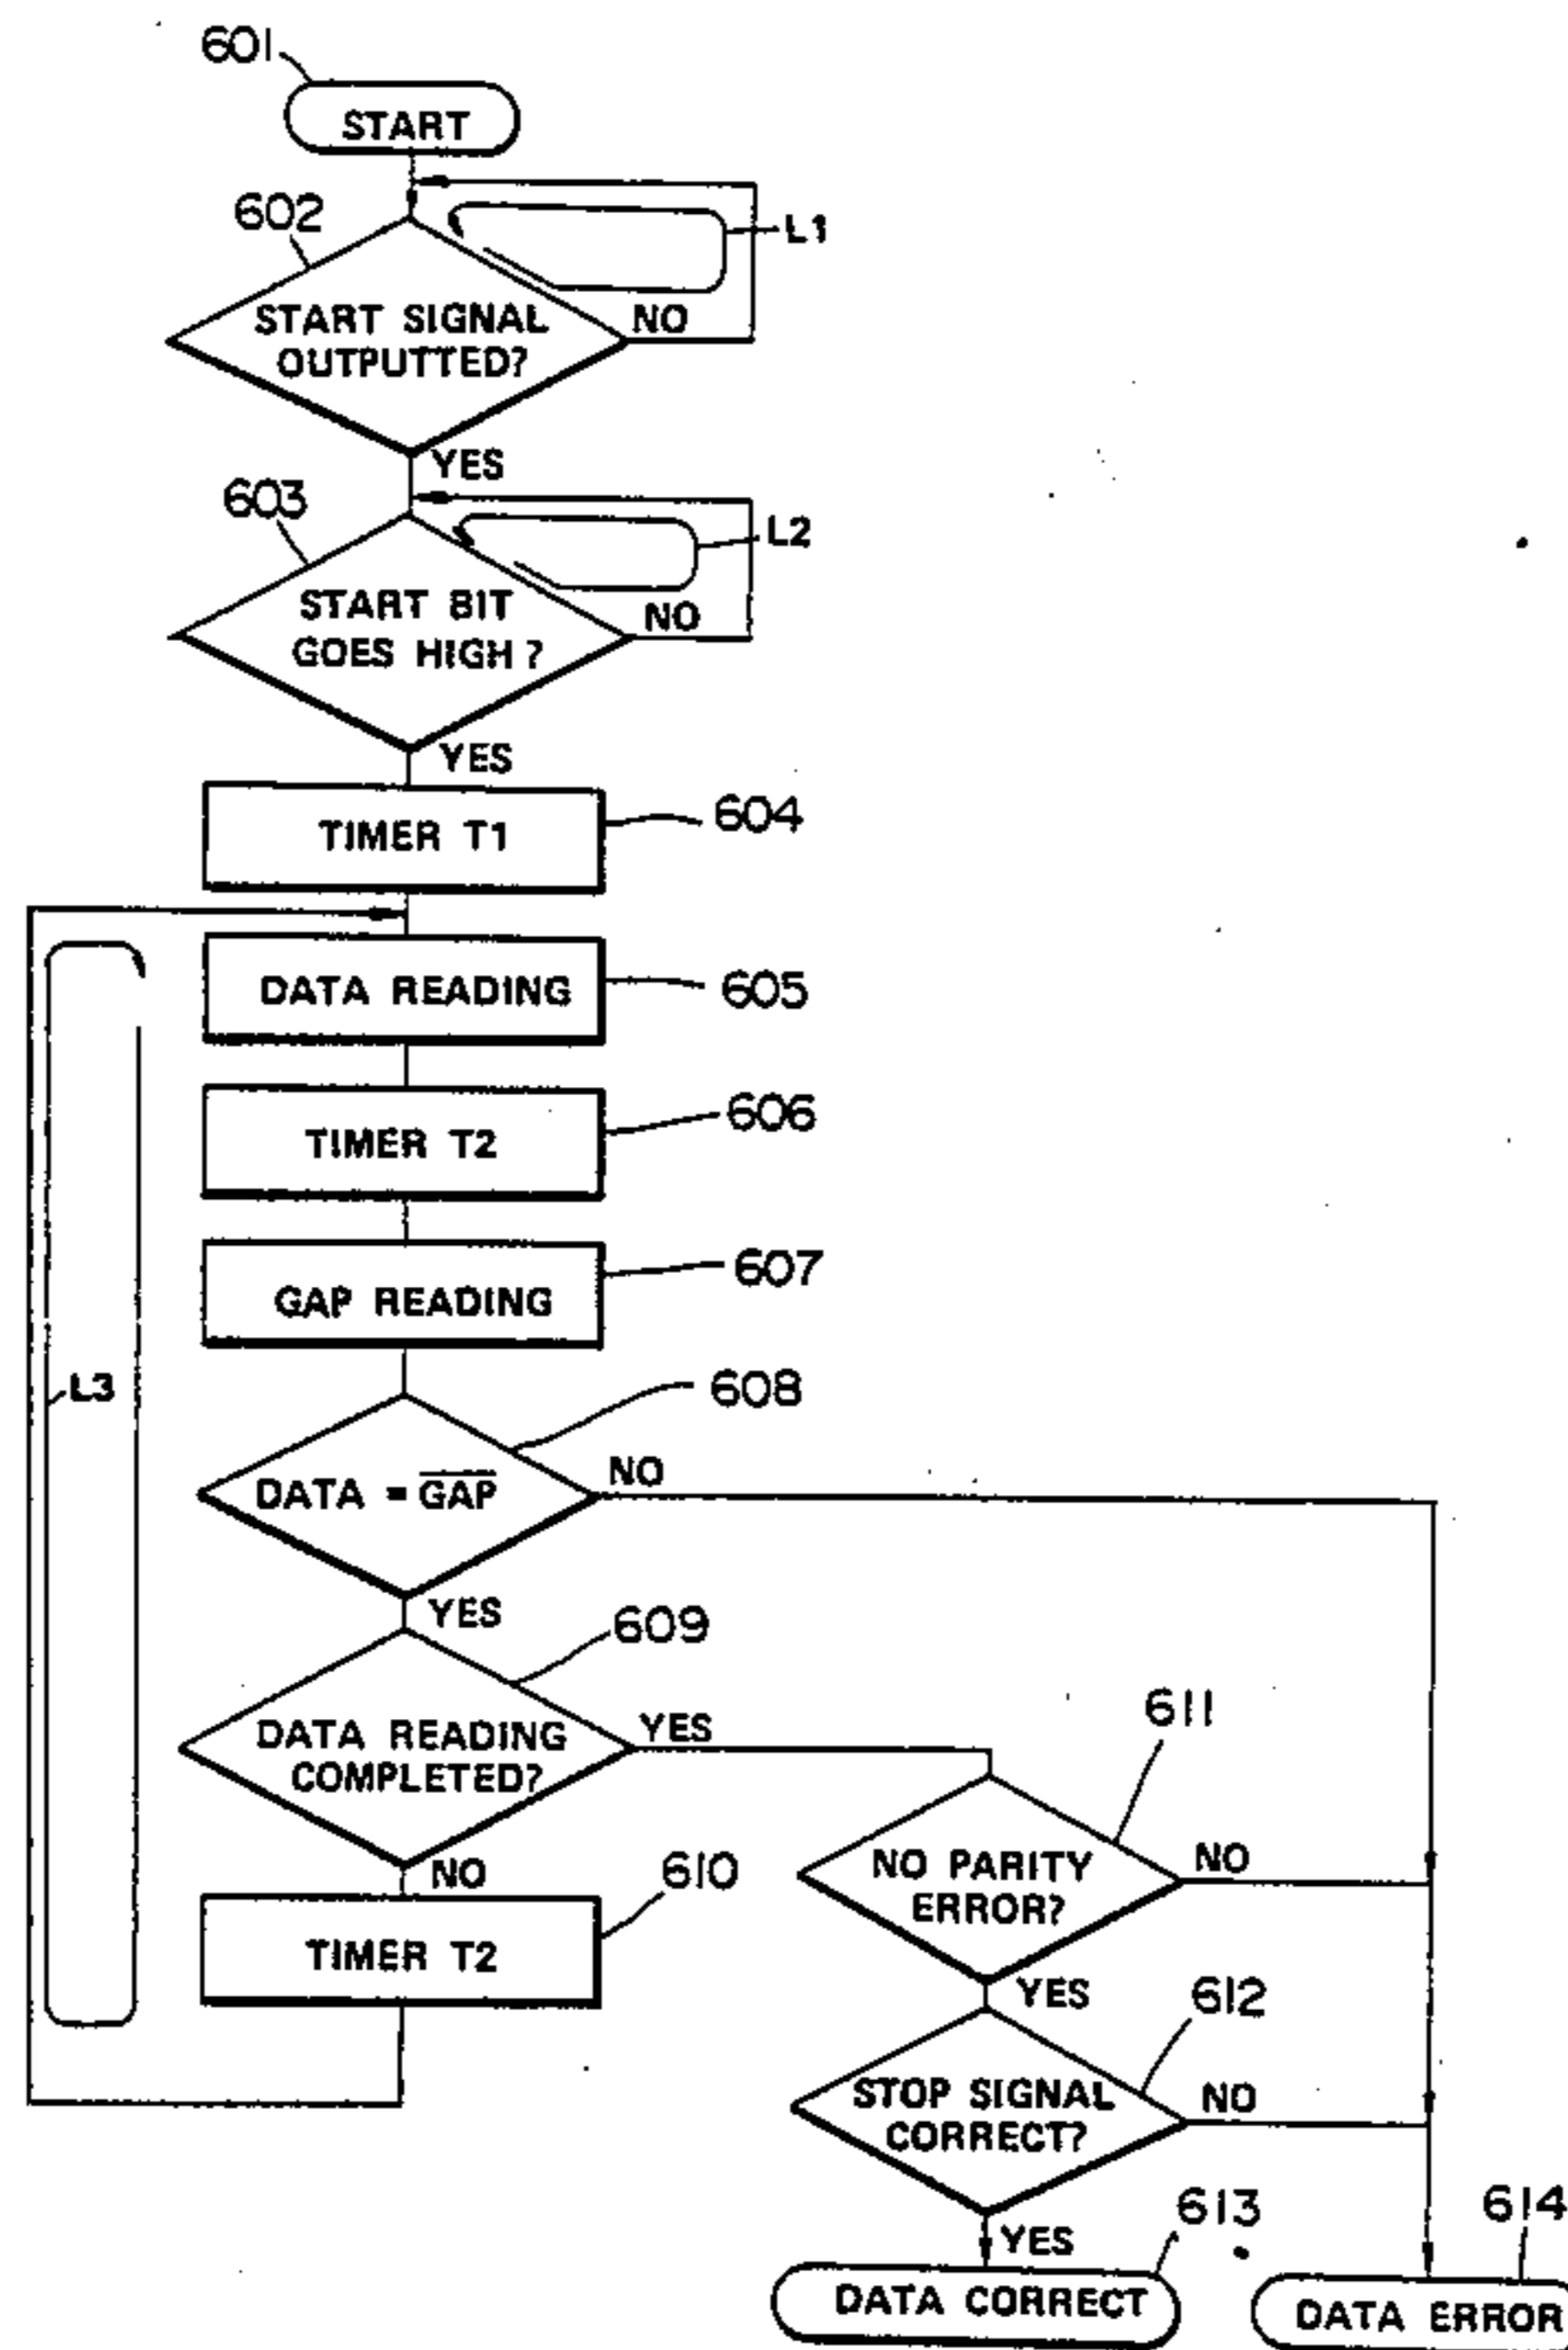 601
START
602
L1
START SIGNAL
OUTPUTTED?
NO
YES
603
L2
START BIT
GOES HIGH?
NO
YES
TIMER T1
604
DATA READING
605
TIMER T2
606
GAP READING
607
L3
608
DATA = G̅A̅P̅
NO
YES
609
DATA READING
COMPLETED?
YES
NO
611
NO PARITY
ERROR?
NO
610
TIMER T2
YES
612
STOP SIGNAL
CORRECT?
NO
YES
613
614
DATA CORRECT
DATA ERROR